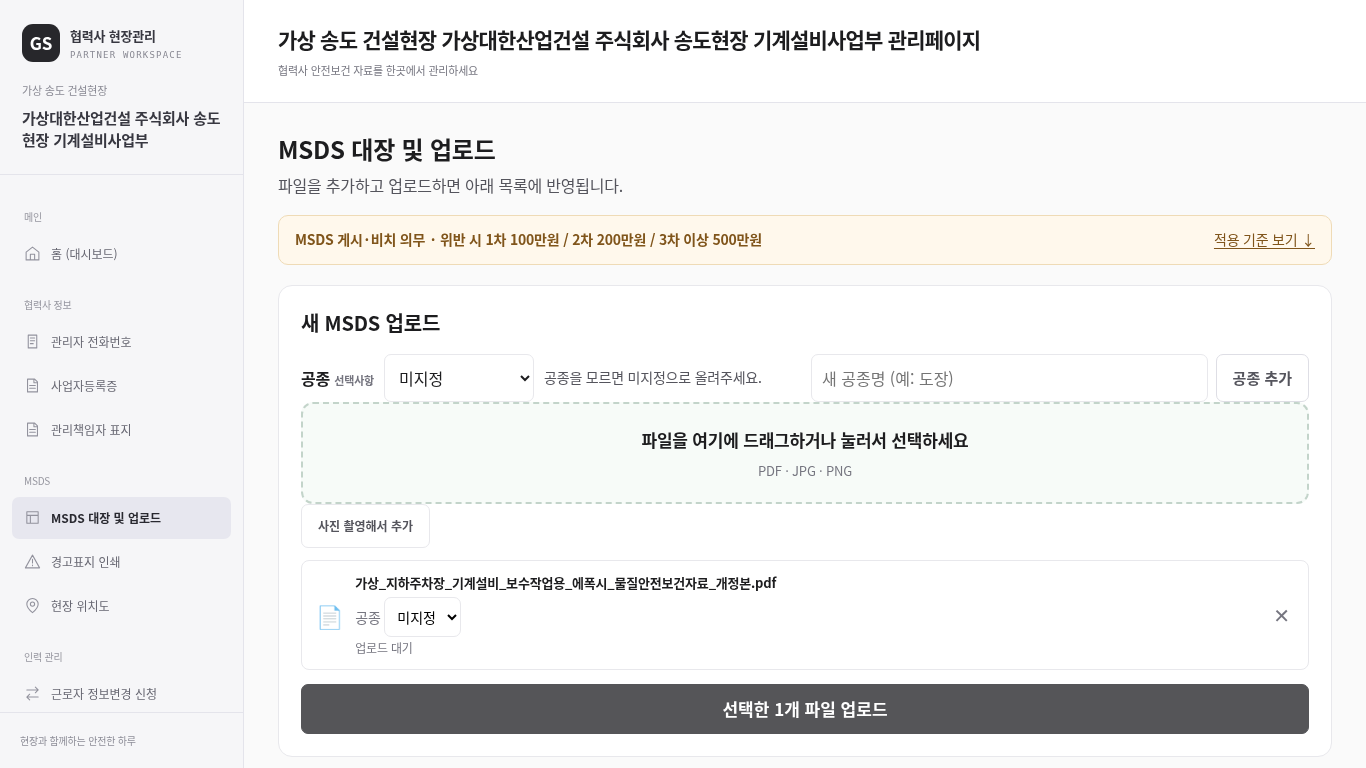 GS
협력사 현장관리
PARTNER WORKSPACE
가상 송도 건설현장
가상대한산업건설 주식회사 송도
현장 기계설비사업부
메인
홈 (대시보드)
협력사 정보
관리자 전화번호
사업자등록증
관리책임자 표지
MSDS
MSDS 대장 및 업로드
경고표지 인쇄
현장 위치도
인력 관리
근로자 정보변경 신청
현장과 함께하는 안전한 하루
가상 송도 건설현장 가상대한산업건설 주식회사 송도현장 기계설비사업부 관리페이지
협력사 안전보건 자료를 한곳에서 관리하세요
MSDS 대장 및 업로드
파일을 추가하고 업로드하면 아래 목록에 반영됩니다.
MSDS 게시·비치 의무 · 위반 시 1차 100만원 / 2차 200만원 / 3차 이상 500만원
적용 기준 보기 ↓
새 MSDS 업로드
공종 선택사항 미지정 공종을 모르면 미지정으로 올려주세요. 새 공종명 (예: 도장) 공종 추가
파일을 여기에 드래그하거나 눌러서 선택하세요
PDF · JPG · PNG
사진 촬영해서 추가
가상_지하주차장_기계설비_보수작업용_에폭시_물질안전보건자료_개정본.pdf
공종 미지정
업로드 대기
선택한 1개 파일 업로드